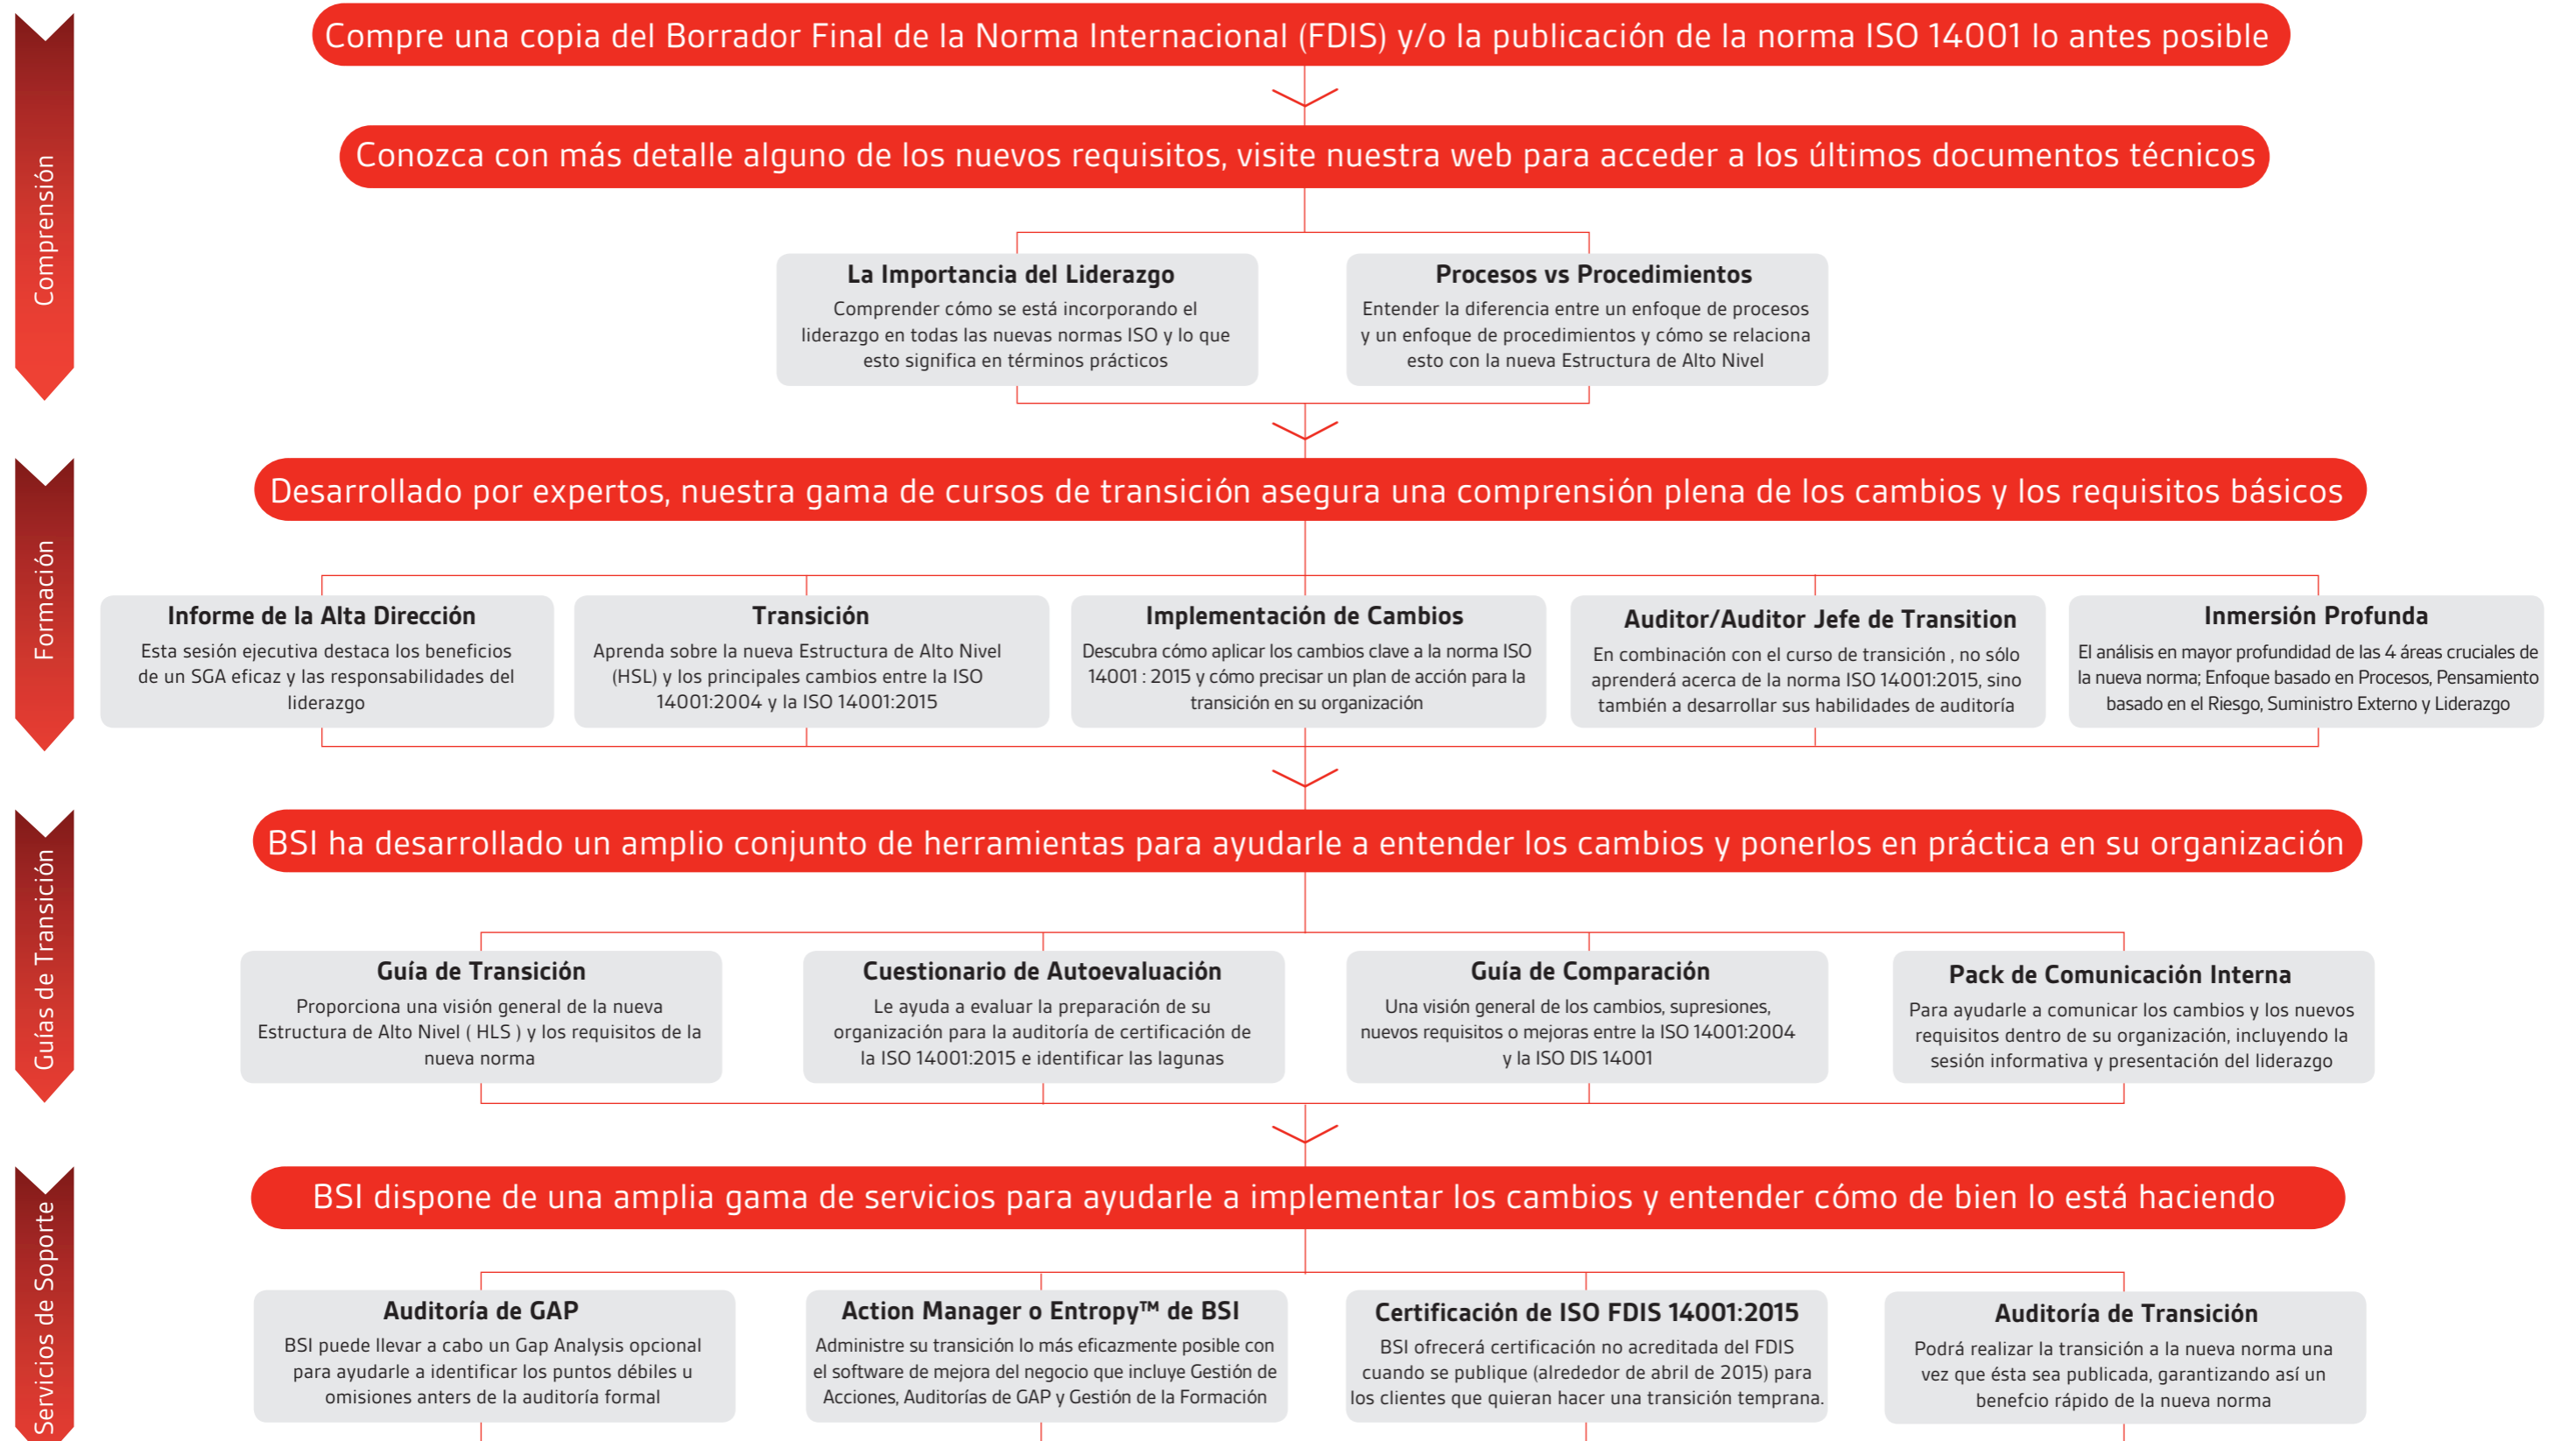 Comprensión
Compre una copia del Borrador Final de la Norma Internacional (FDIS) y/o la publicación de la norma ISO 14001 lo antes posible
Conozca con más detalle alguno de los nuevos requisitos, visite nuestra web para acceder a los últimos documentos técnicos
La Importancia del Liderazgo
Comprender cómo se está incorporando el
liderazgo en todas las nuevas normas ISO y lo que
esto significa en términos prácticos
Procesos vs Procedimientos
Entender la diferencia entre un enfoque de procesos
y un enfoque de procedimientos y cómo se relaciona
esto con la nueva Estructura de Alto Nivel
Formación
Desarrollado por expertos, nuestra gama de cursos de transición asegura una comprensión plena de los cambios y los requisitos básicos
Informe de la Alta Dirección
Esta sesión ejecutiva destaca los beneficios
de un SGA eficaz y las responsabilidades del
liderazgo
Transición
Aprenda sobre la nueva Estructura de Alto Nivel
(HSL) y los principales cambios entre la ISO
14001:2004 y la ISO 14001:2015
Implementación de Cambios
Descubra cómo aplicar los cambios clave a la norma ISO
14001 : 2015 y cómo precisar un plan de acción para la
transición en su organización
Auditor/Auditor Jefe de Transition
En combinación con el curso de transición , no sólo
aprenderá acerca de la norma ISO 14001:2015, sino
también a desarrollar sus habilidades de auditoría
Inmersión Profunda
El análisis en mayor profundidad de las 4 áreas cruciales de
la nueva norma; Enfoque basado en Procesos, Pensamiento
basado en el Riesgo, Suministro Externo y Liderazgo
Guías de Transición
BSI ha desarrollado un amplio conjunto de herramientas para ayudarle a entender los cambios y ponerlos en práctica en su organización
Guía de Transición
Proporciona una visión general de la nueva
Estructura de Alto Nivel ( HLS ) y los requisitos de la
nueva norma
Cuestionario de Autoevaluación
Le ayuda a evaluar la preparación de su
organización para la auditoría de certificación de
la ISO 14001:2015 e identificar las lagunas
Guía de Comparación
Una visión general de los cambios, supresiones,
nuevos requisitos o mejoras entre la ISO 14001:2004
y la ISO DIS 14001
Pack de Comunicación Interna
Para ayudarle a comunicar los cambios y los nuevos
requisitos dentro de su organización, incluyendo la
sesión informativa y presentación del liderazgo
Servicios de Soporte
BSI dispone de una amplia gama de servicios para ayudarle a implementar los cambios y entender cómo de bien lo está haciendo
Auditoría de GAP
BSI puede llevar a cabo un Gap Analysis opcional
para ayudarle a identificar los puntos débiles u
omisiones anters de la auditoría formal
Action Manager o Entropy™ de BSI
Administre su transición lo más eficazmente posible con
el software de mejora del negocio que incluye Gestión de
Acciones, Auditorías de GAP y Gestión de la Formación
Certificación de ISO FDIS 14001:2015
BSI ofrecerá certificación no acreditada del FDIS
cuando se publique (alrededor de abril de 2015) para
los clientes que quieran hacer una transición temprana.
Auditoría de Transición
Podrá realizar la transición a la nueva norma una
vez que ésta sea publicada, garantizando así un
benefcio rápido de la nueva norma